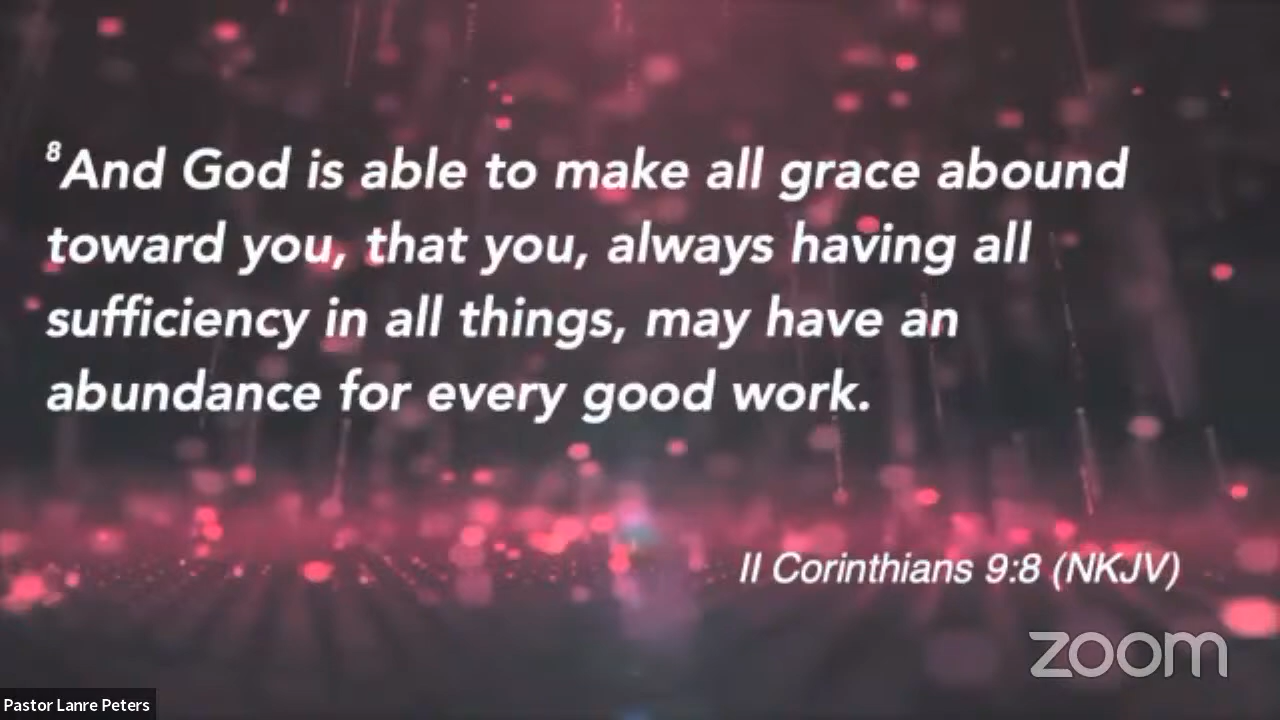 ⁸And God is able to make all grace abound
toward you, that you, always having all
sufficiency in all things, may have an
abundance for every good work.
II Corinthians 9:8 (NKJV)
zoom
Pastor Lanre Peters